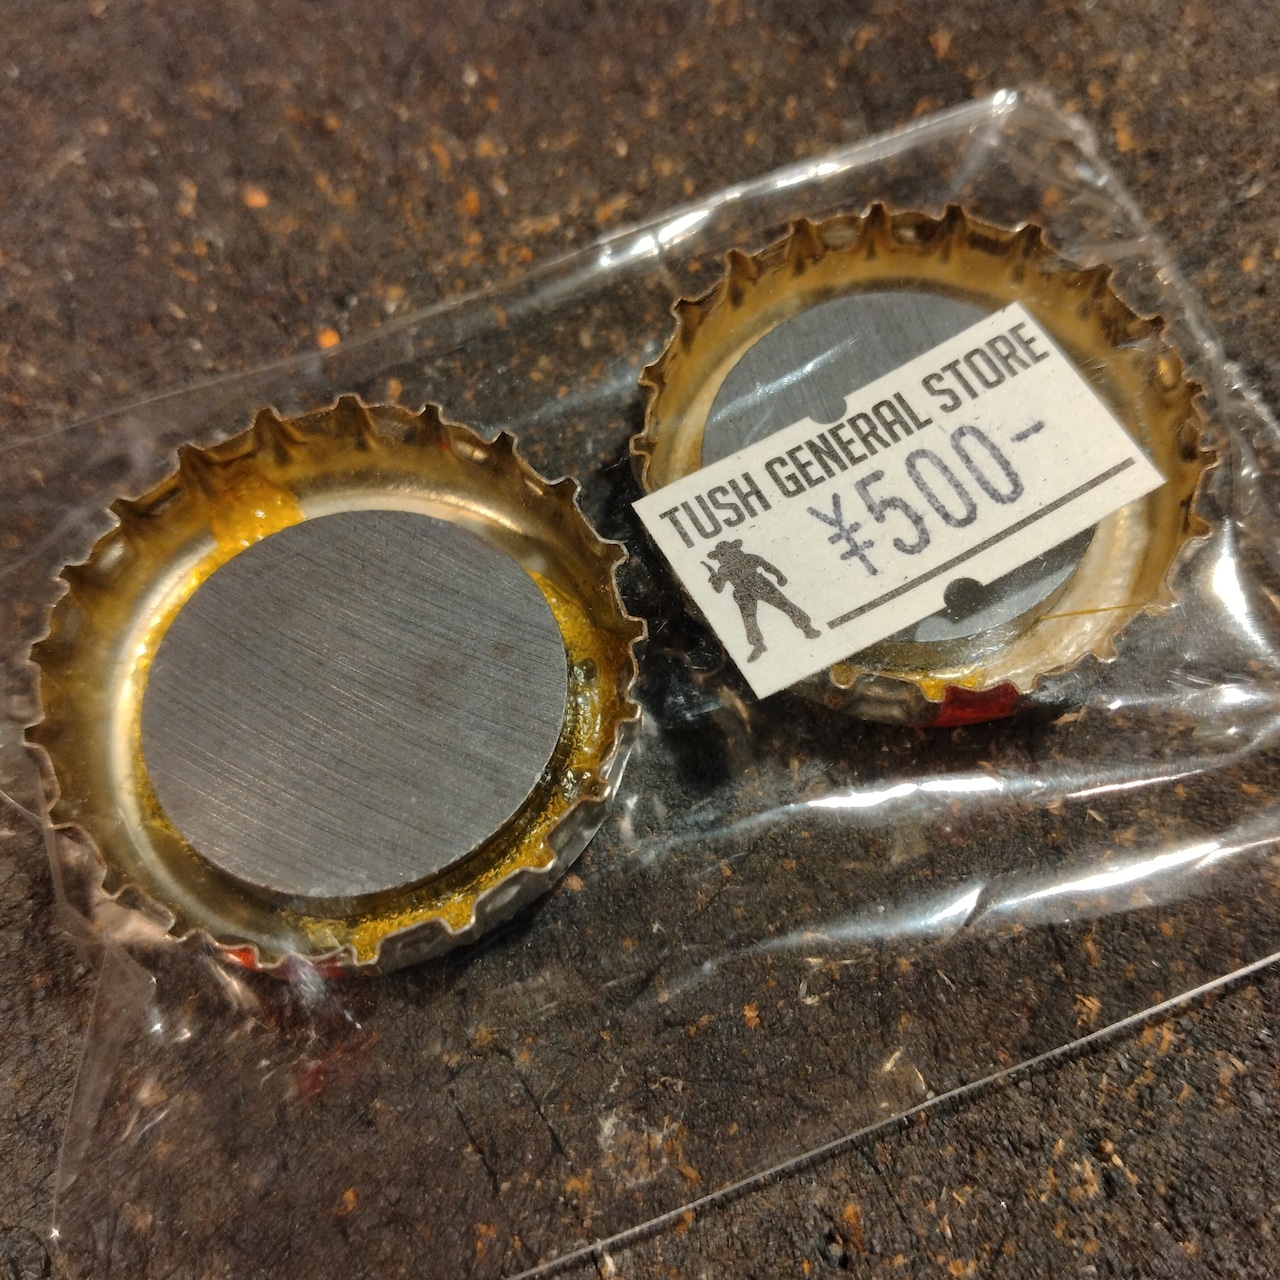 TUSH GENERAL STORE
¥500-